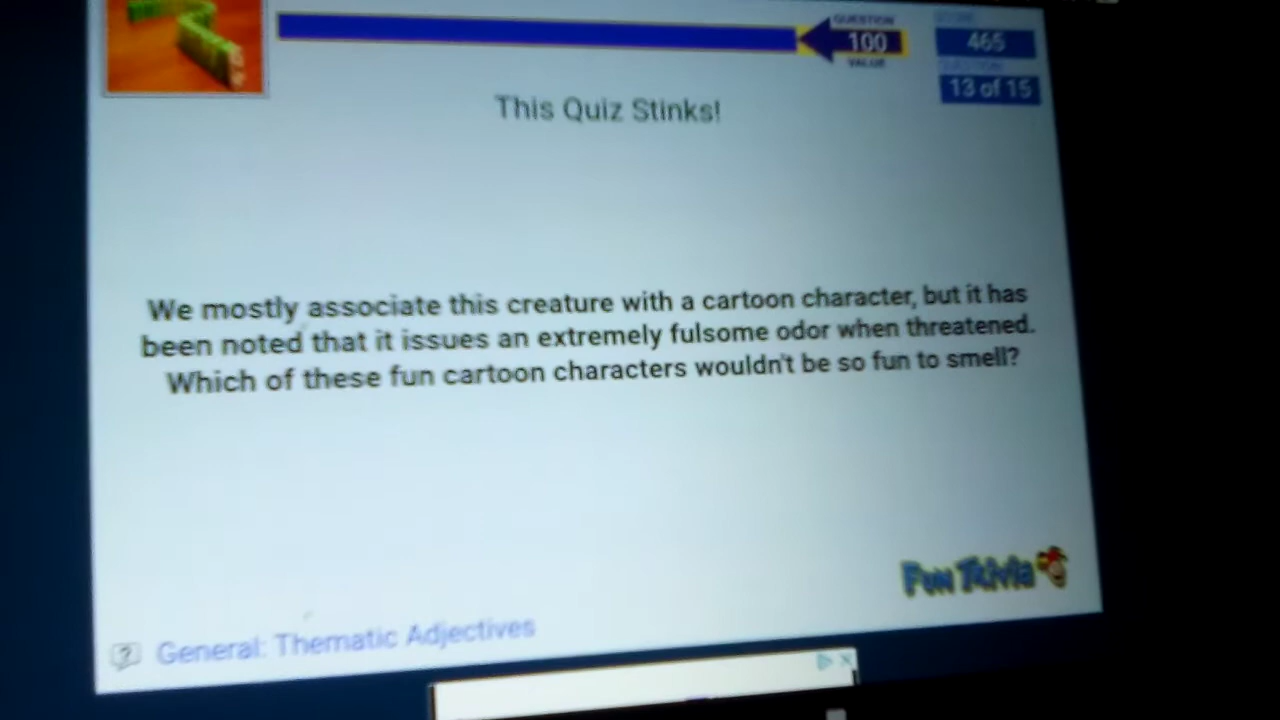 QUESTION
100
VALUE
465
13 of 15
This Quiz Stinks!
We mostly associate this creature with a cartoon character, but it has
been noted that it issues an extremely fulsome odor when threatened.
Which of these fun cartoon characters wouldn't be so fun to smell?
Fun Trivia
? General: Thematic Adjectives